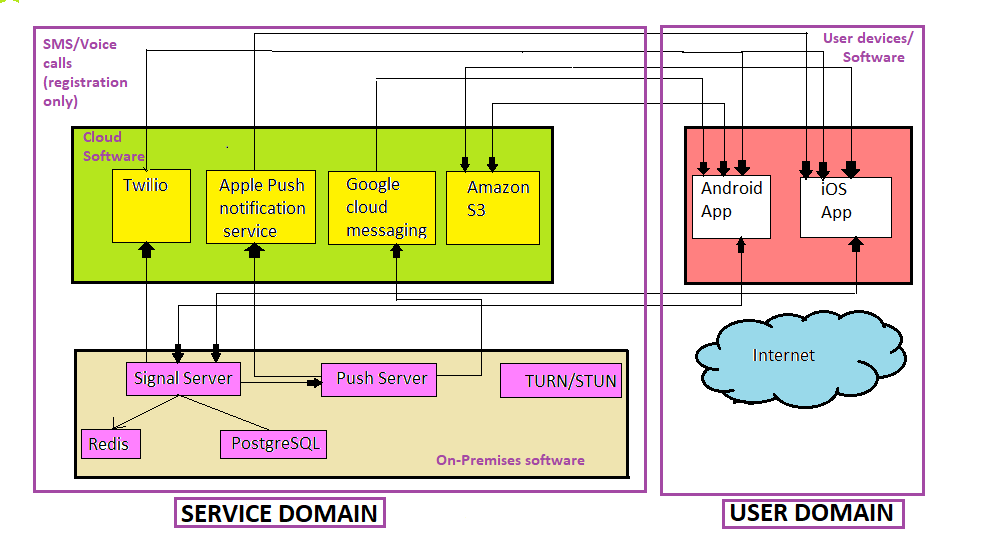 SMS/Voice
calls
(registration
only)
User devices/
Software
Cloud
Software
Twilio
Apple Push
notification
service
Google
cloud
messaging
Amazon
S3
Android
App
iOS
App
Internet
Signal Server
Push Server
TURN/STUN
Redis
PostgreSQL
On-Premises software
SERVICE DOMAIN
USER DOMAIN